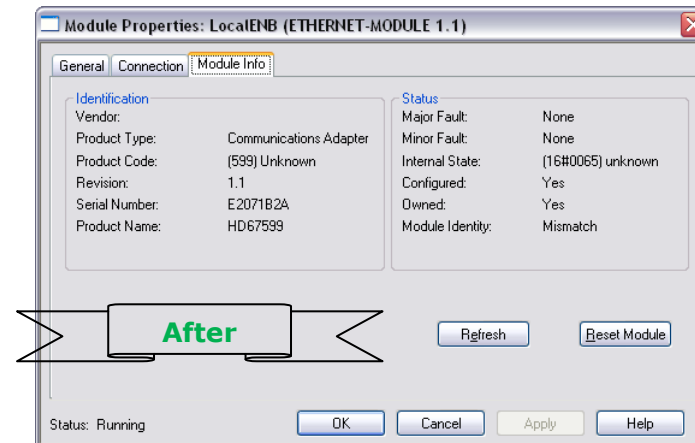 Module Properties: LocalENB (ETHERNET-MODULE 1.1)
General Connection Module Info
Identification
Vendor:
Product Type: Communications Adapter
Product Code: (599) Unknown
Revision: 1.1
Serial Number: E2071B2A
Product Name: HD67599
Status
Major Fault: None
Minor Fault: None
Internal State: (16#0065) unknown
Configured: Yes
Owned: Yes
Module Identity: Mismatch
After
Refresh Reset Module
Status: Running OK Cancel Apply Help